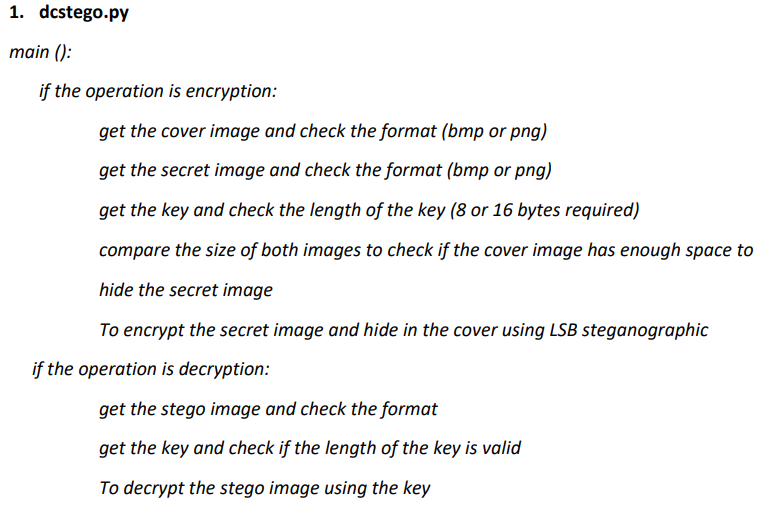 1. dcstego.py
main ():
if the operation is encryption:
get the cover image and check the format (bmp or png)
get the secret image and check the format (bmp or png)
get the key and check the length of the key (8 or 16 bytes required)
compare the size of both images to check if the cover image has enough space to
hide the secret image
To encrypt the secret image and hide in the cover using LSB steganographic
if the operation is decryption:
get the stego image and check the format
get the key and check if the length of the key is valid
To decrypt the stego image using the key